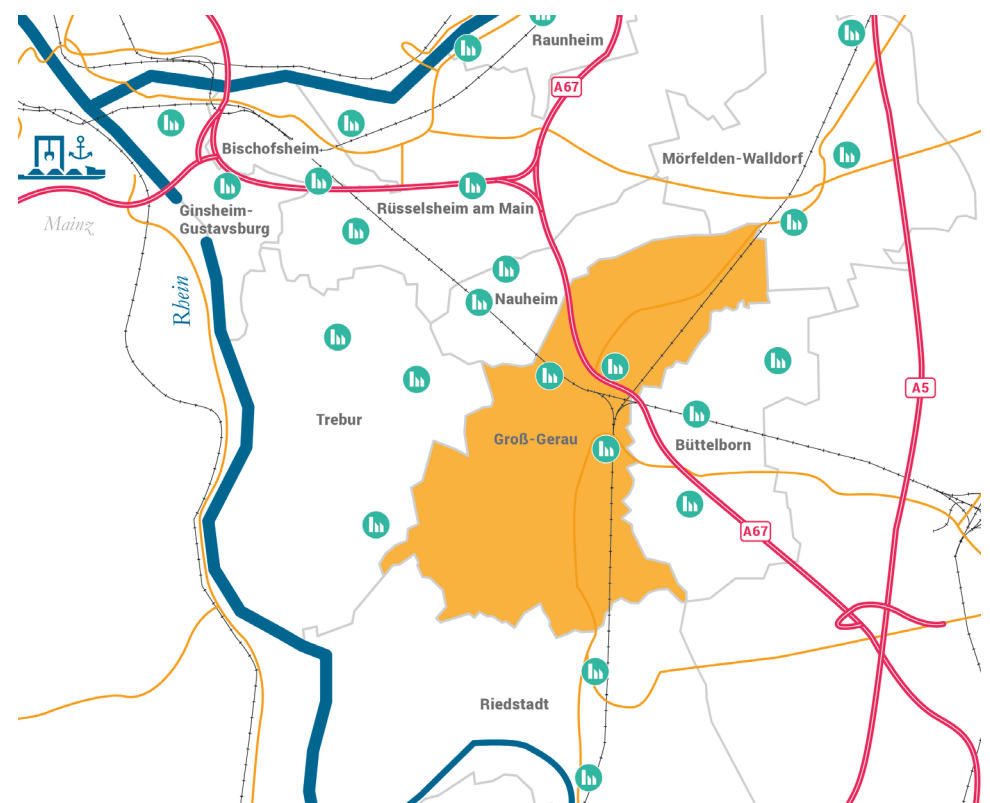 Raunheim
A67
Bischofsheim
Mörfelden-Walldorf
Mainz
Ginsheim-
Gustavsburg
Rüsselsheim am Main
Rhein
Nauheim
A5
Trebur
Groß-Gerau
Büttelborn
A67
Riedstadt